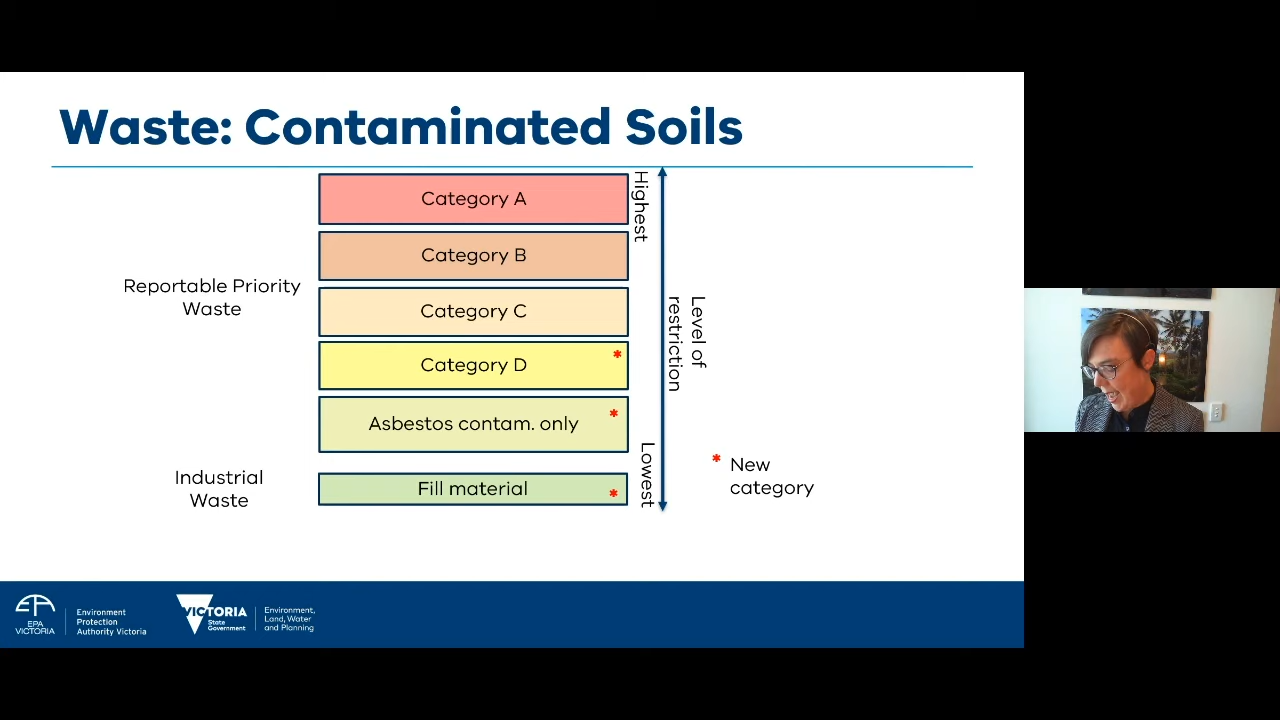 Waste: Contaminated Soils
Category A
Category B
Reportable Priority
Waste
Category C
Category D
*
Asbestos contam. only
*
Industrial
Waste
Fill material
*
Highest
Level of
restriction
Lowest
* New
category
EPA
VICTORIA
Environment
Protection
Authority Victoria
VICTORIA
State
Government
Environment,
Land, Water
and Planning